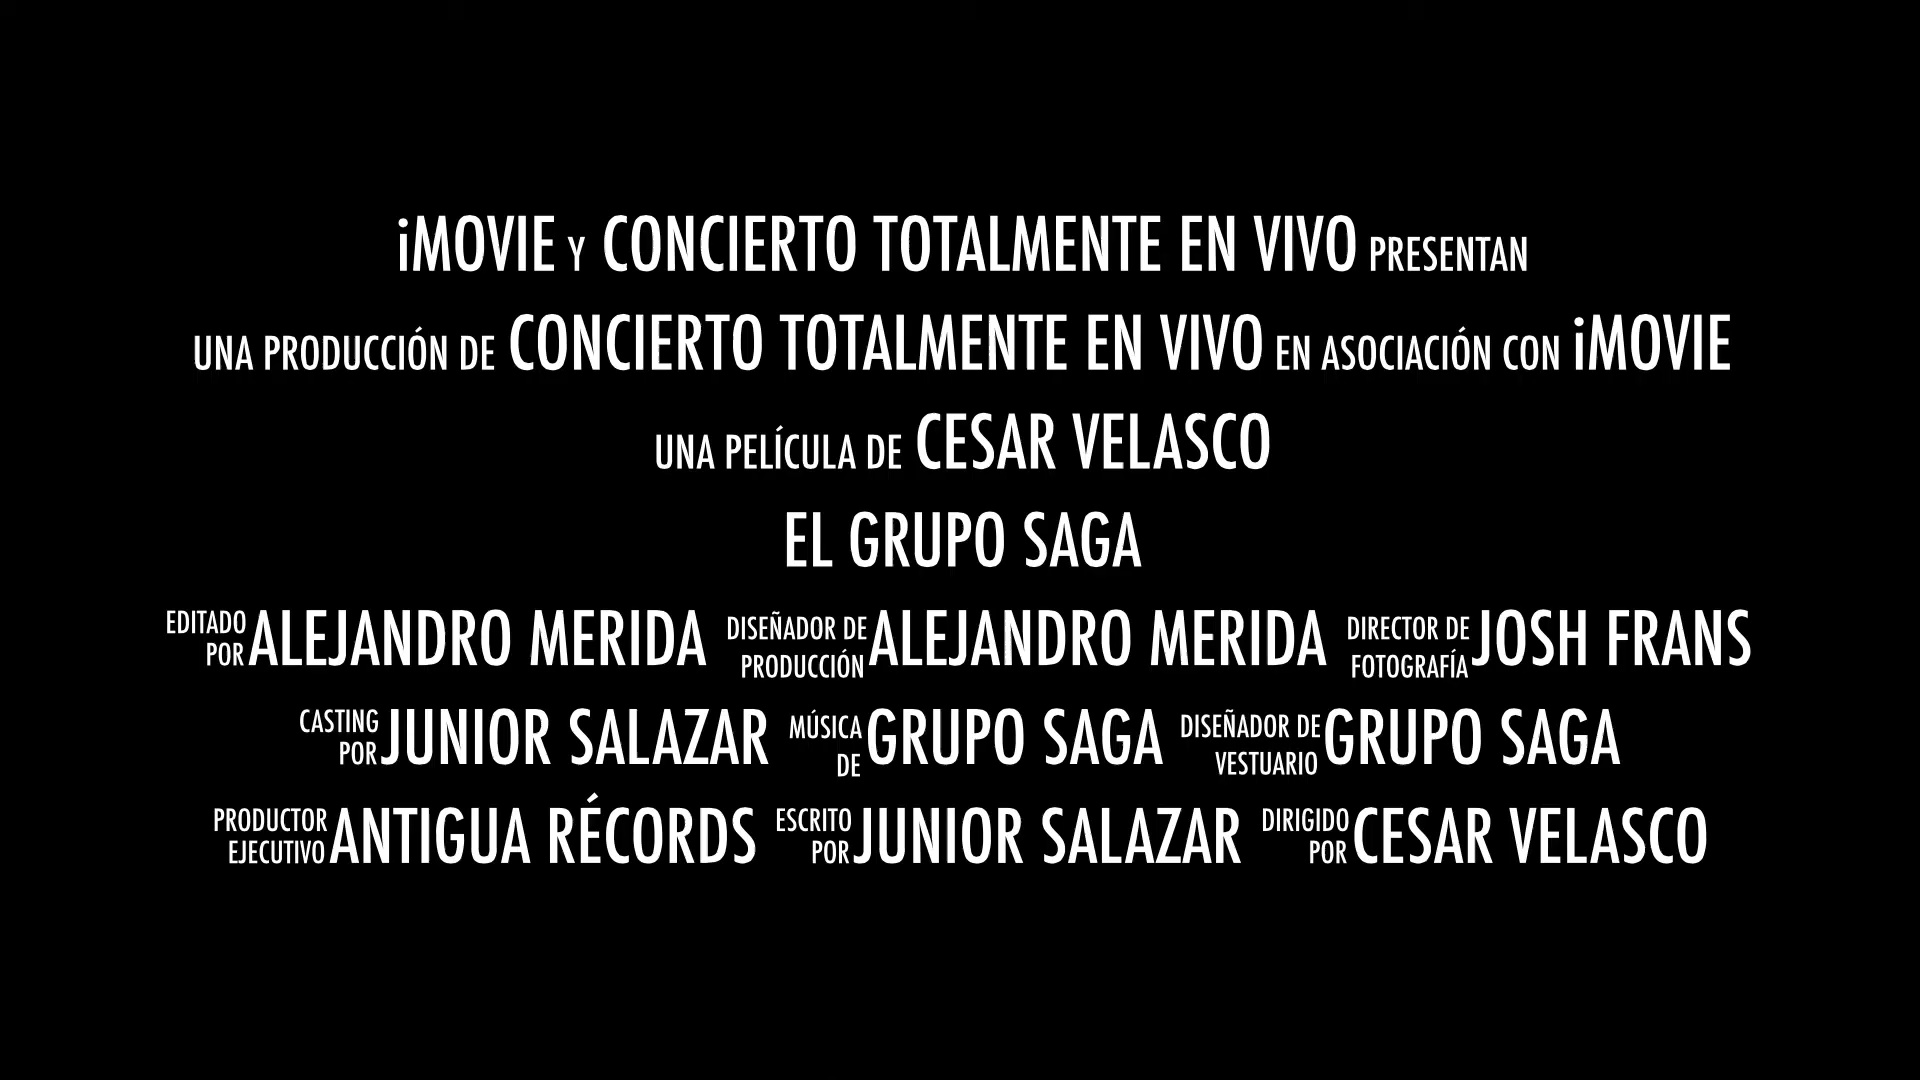 iMOVIE Y CONCIERTO TOTALMENTE EN VIVO PRESENTAN
UNA PRODUCCIÓN DE CONCIERTO TOTALMENTE EN VIVO EN ASOCIACIÓN CON iMOVIE
UNA PELÍCULA DE CESAR VELASCO
EL GRUPO SAGA
EDITADO POR ALEJANDRO MERIDA DISEÑADOR DE PRODUCCIÓN ALEJANDRO MERIDA DIRECTOR DE FOTOGRAFÍA JOSH FRANS
CASTING POR JUNIOR SALAZAR MÚSICA DE GRUPO SAGA DISEÑADOR DE VESTUARIO GRUPO SAGA
PRODUCTOR EJECUTIVO ANTIGUA RÉCORDS ESCRITO POR JUNIOR SALAZAR DIRIGIDO POR CESAR VELASCO